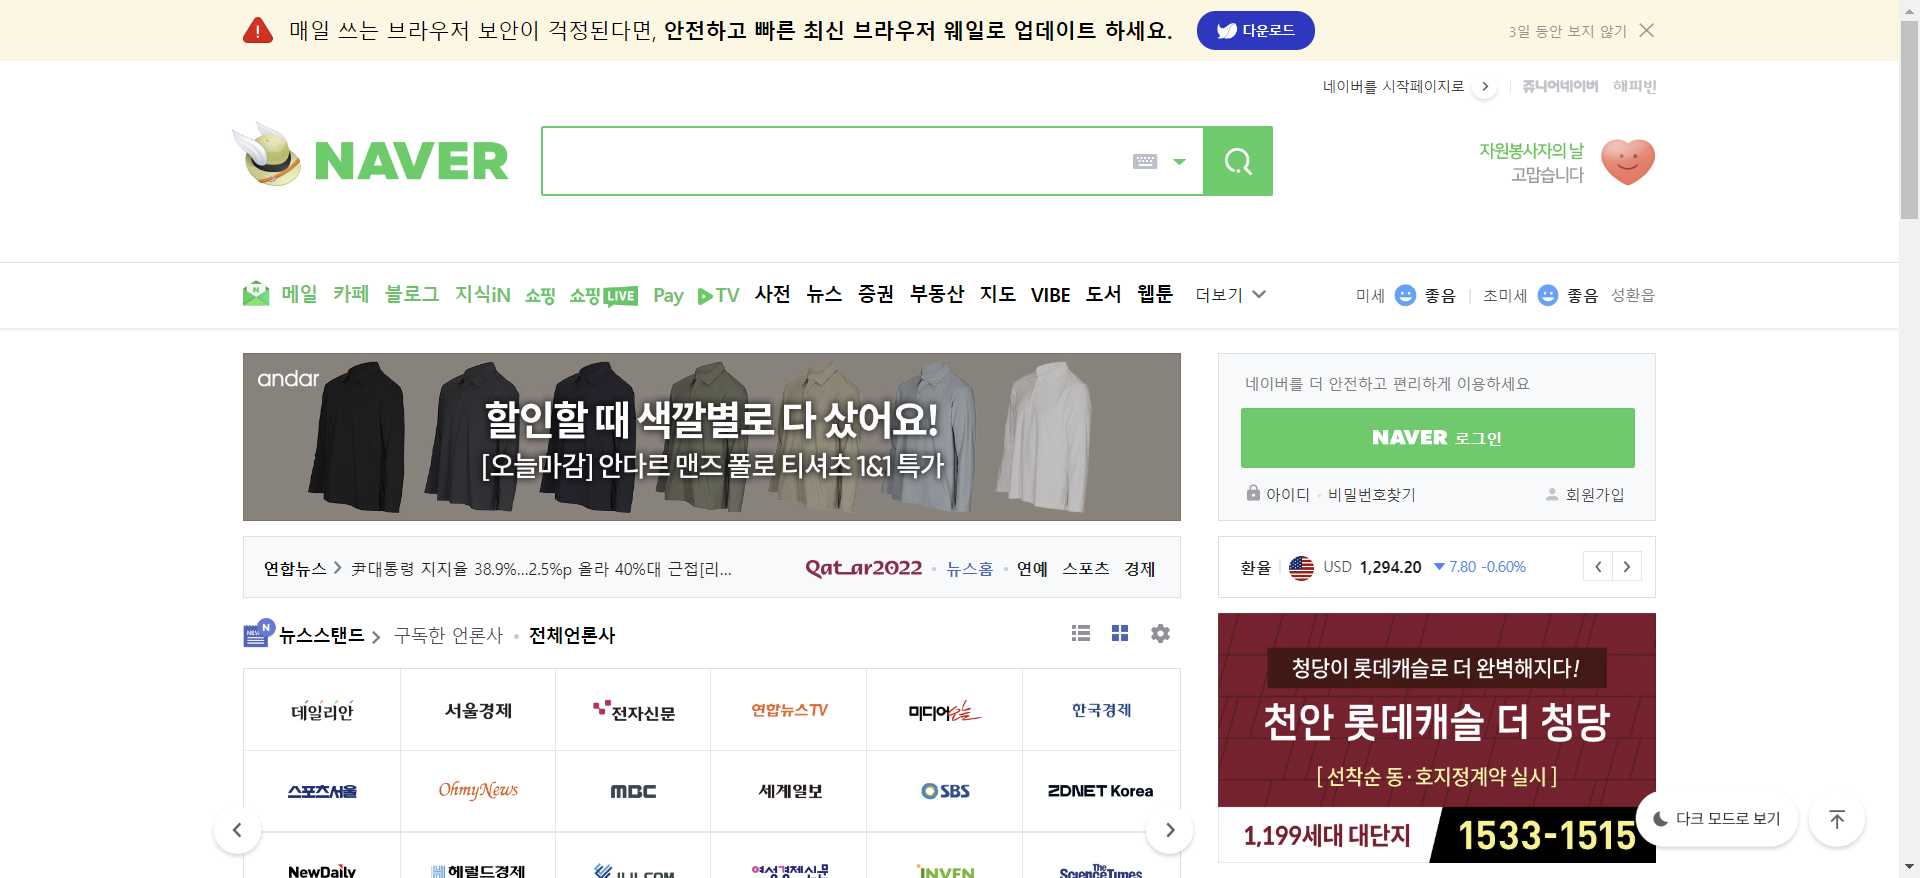 매일 쓰는 브라우저 보안이 걱정된다면, 안전하고 빠른 최신 브라우저 웨일로 업데이트 하세요. 다운로드 3일 동안 보지 않기
네이버를 시작페이지로 쥬니어네이버 해피빈
NAVER
자원봉사자의 날
고맙습니다
메일 카페 블로그 지식iN 쇼핑 쇼핑LIVE Pay TV 사전 뉴스 증권 부동산 지도 VIBE 도서 웹툰 더보기 미세 좋음 초미세 좋음 성환읍
andar
할인할 때 색깔별로 다 샀어요!
[오늘마감] 안다르 맨즈 폴로 티셔츠 1&1 특가
네이버를 더 안전하고 편리하게 이용하세요
NAVER 로그인
아이디 · 비밀번호찾기 회원가입
연합뉴스 尹대통령 지지율 38.9%...2.5%p 올라 40%대 근접[리... Qatar2022 · 뉴스홈 · 연예 스포츠 경제
환율 USD 1,294.20 ▼ 7.80 -0.60%
뉴스스탠드 구독한 언론사 · 전체언론사
데일리안 서울경제 전자신문 연합뉴스TV 미디어오늘 한국경제
스포츠서울 OhmyNews MBC 세계일보 SBS ZDNET Korea
NewDaily 헤럴드경제 여성경제신문 INVEN The ScienceTimes
청당이 롯데캐슬로 더 완벽해지다!
천안 롯데캐슬 더 청당
[ 선착순 동·호지정계약 실시 ]
1,199세대 대단지 1533-1515
다크 모드로 보기